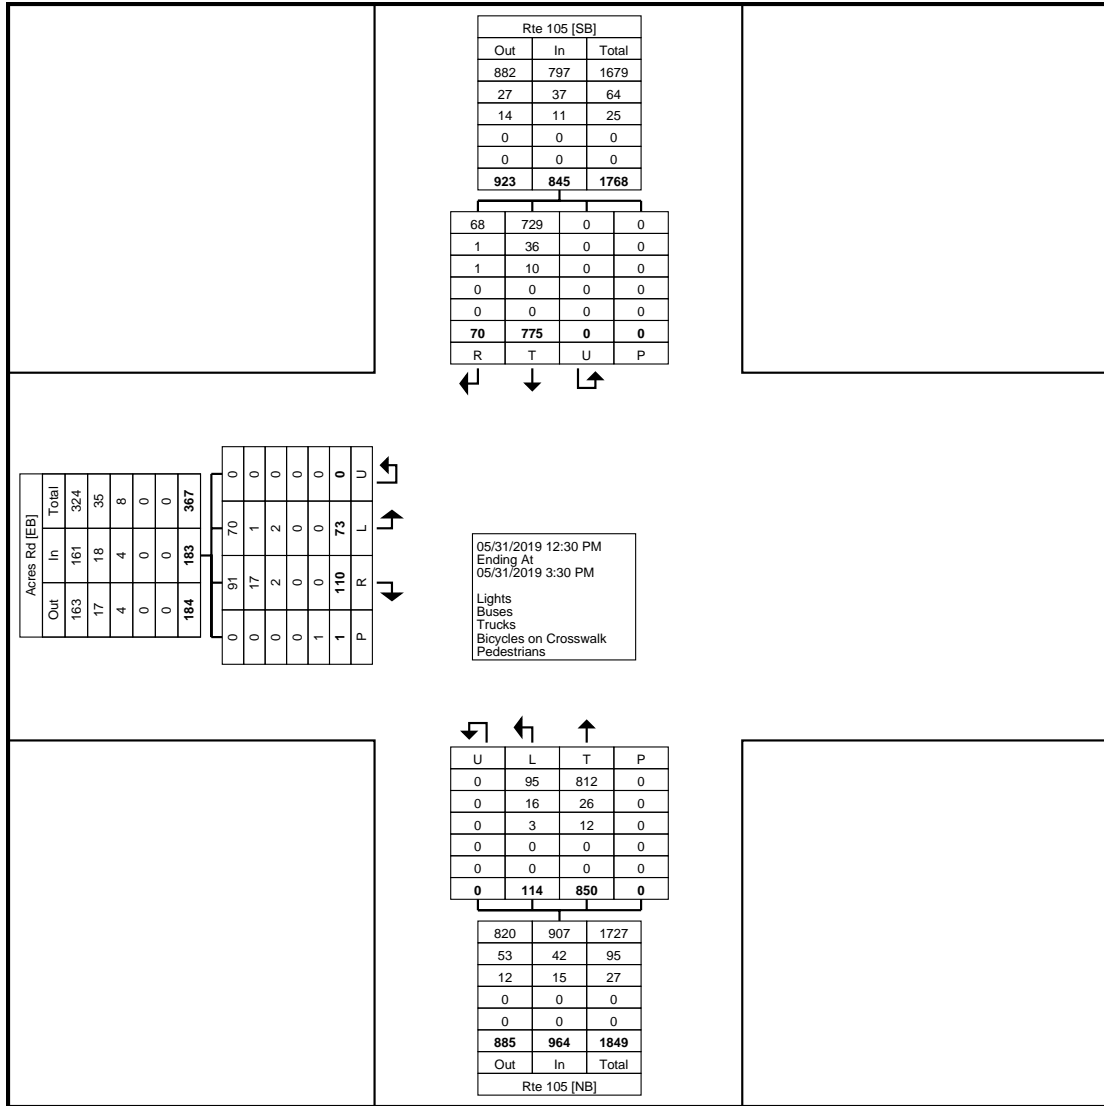 Rte 105 [SB]
Out In Total
882 797 1679
27 37 64
14 11 25
0 0 0
0 0 0
923 845 1768
68 729 0 0
1 36 0 0
1 10 0 0
0 0 0 0
0 0 0 0
70 775 0 0
R T U P
Acres Rd [EB]
Out In Total
163 161 324
17 18 35
4 4 8
0 0 0
0 0 0
184 183 367
0 91 70 0
0 17 1 0
0 2 2 0
0 0 0 0
1 0 0 0
1 110 73 0
P R L U
05/31/2019 12:30 PM
Ending At
05/31/2019 3:30 PM
Lights
Buses
Trucks
Bicycles on Crosswalk
Pedestrians
U L T P
0 95 812 0
0 16 26 0
0 3 12 0
0 0 0 0
0 0 0 0
0 114 850 0
820 907 1727
53 42 95
12 15 27
0 0 0
0 0 0
885 964 1849
Out In Total
Rte 105 [NB]